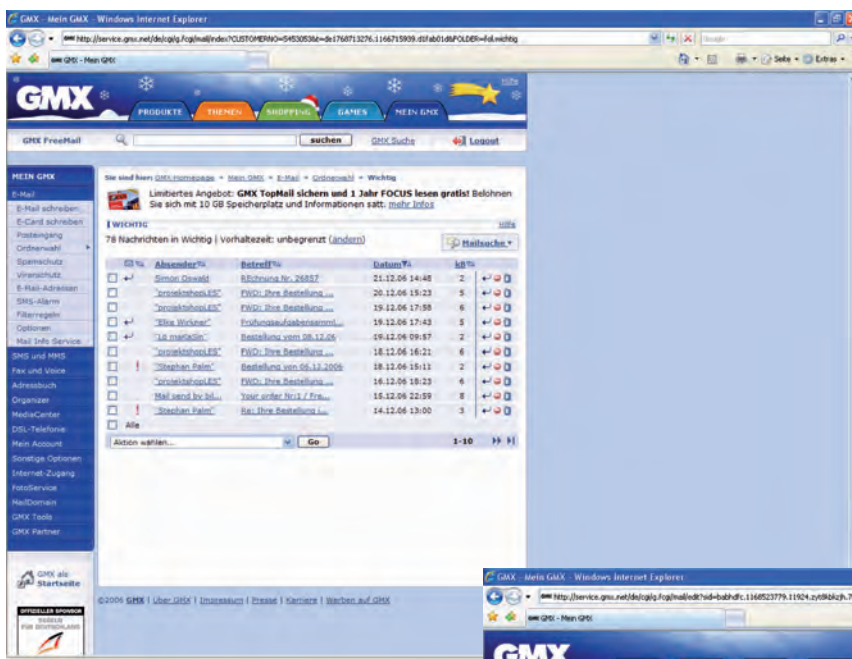 GMX - Mein GMX - Windows Internet Explorer
GMX - Mein GMX
Seite
Extras
GMX
PRODUKTE
THEMEN
SHOPPING
GAMES
MEIN GMX
Hilfe
GMX FreeMail
suchen
GMX Suche
Logout
MEIN GMX
E-Mail
E-Mail schreiben
E-Card schreiben
Posteingang
Ordnerwahl
Spamschutz
Virenschutz
E-Mail-Adressen
SMS-Alarm
Filterregeln
Optionen
Mail Info Service
SMS und MMS
Fax und Voice
Adressbuch
Organizer
MediaCenter
DSL-Telefonie
Mein Account
Sonstige Optionen
Internet-Zugang
FotoService
MailDomain
GMX Tools
GMX Partner
GMX als
Startseite
OFFIZIELLER SPONSOR
Sie sind hier: GMX Homepage » Mein GMX » E-Mail » Ordnerwahl » Wichtig
Limitiertes Angebot: GMX TopMail sichern und 1 Jahr FOCUS lesen gratis! Belohnen
Sie sich mit 10 GB Speicherplatz und Informationen satt. mehr Infos
WICHTIG
Hilfe
78 Nachrichten in Wichtig | Vorhaltezeit: unbegrenzt (ändern)
Mailsuche
Absender Betreff Datum kB
Simon Oswald REchnung Nr. 26857 21.12.06 14:48 2
"projektshopLES" FWD: Ihre Bestellung ... 20.12.06 15:23 5
"projektshopLES" FWD: Ihre Bestellung ... 19.12.06 17:58 6
"Elke Wirkner" Prüfungsaufgabensamml... 19.12.06 17:43 5
Bestellung vom 08.12.06 19.12.06 09:57 2
"projektshopLES" FWD: Ihre Bestellung ... 18.12.06 16:21 6
! "Stephan Palm" Bestellung vom 06.12.2006 18.12.06 15:11 2
"projektshopLES" FWD: Ihre Bestellung ... 16.12.06 18:23 6
Mail send by bil... Your order Nr:1 / Fre... 15.12.06 22:59 8
! "Stephan Palm" Re: Ihre Bestellung i... 14.12.06 13:00 3
Alle
Aktion wählen... Go 1-10
©2006 GMX | Über GMX | Impressum | Presse | Karriere | Werben auf GMX
GMX - Mein GMX - Windows Internet Explorer
GMX - Mein GMX
GMX